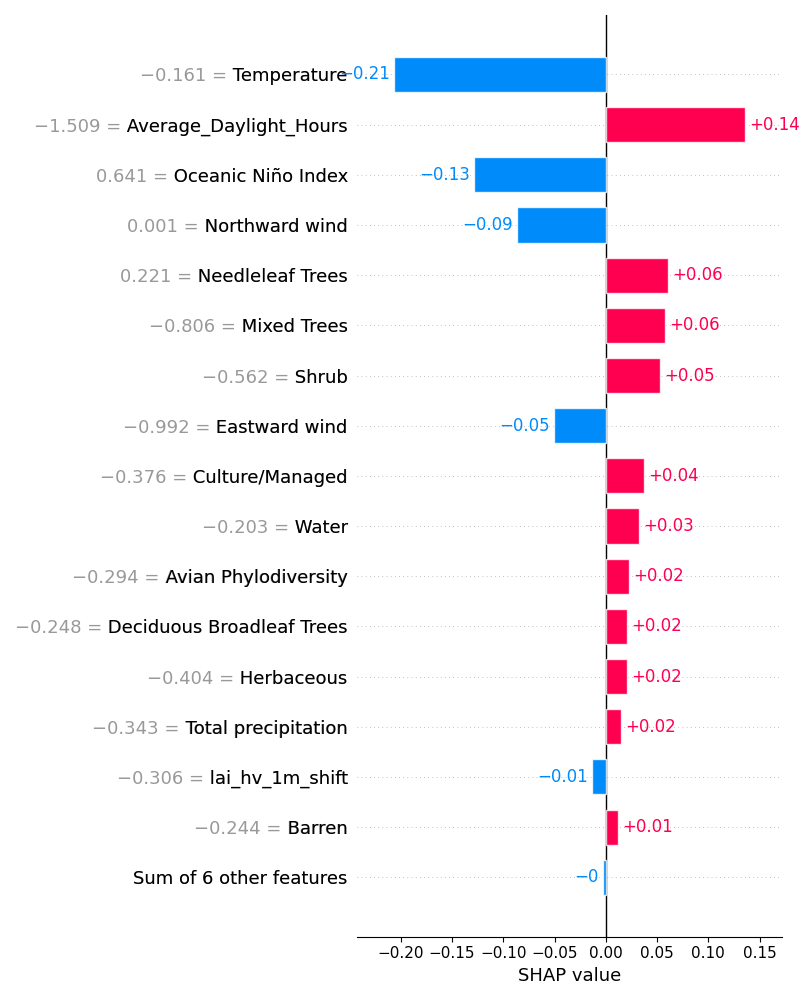 −0.161 = Temperature −0.21
−1.509 = Average_Daylight_Hours +0.14
0.641 = Oceanic Niño Index −0.13
0.001 = Northward wind −0.09
0.221 = Needleleaf Trees +0.06
−0.806 = Mixed Trees +0.06
−0.562 = Shrub +0.05
−0.992 = Eastward wind −0.05
−0.376 = Culture/Managed +0.04
−0.203 = Water +0.03
−0.294 = Avian Phylodiversity +0.02
−0.248 = Deciduous Broadleaf Trees +0.02
−0.404 = Herbaceous +0.02
−0.343 = Total precipitation +0.02
−0.306 = lai_hv_1m_shift −0.01
−0.244 = Barren +0.01
Sum of 6 other features −0
−0.20 −0.15 −0.10 −0.05 0.00 0.05 0.10 0.15
SHAP value